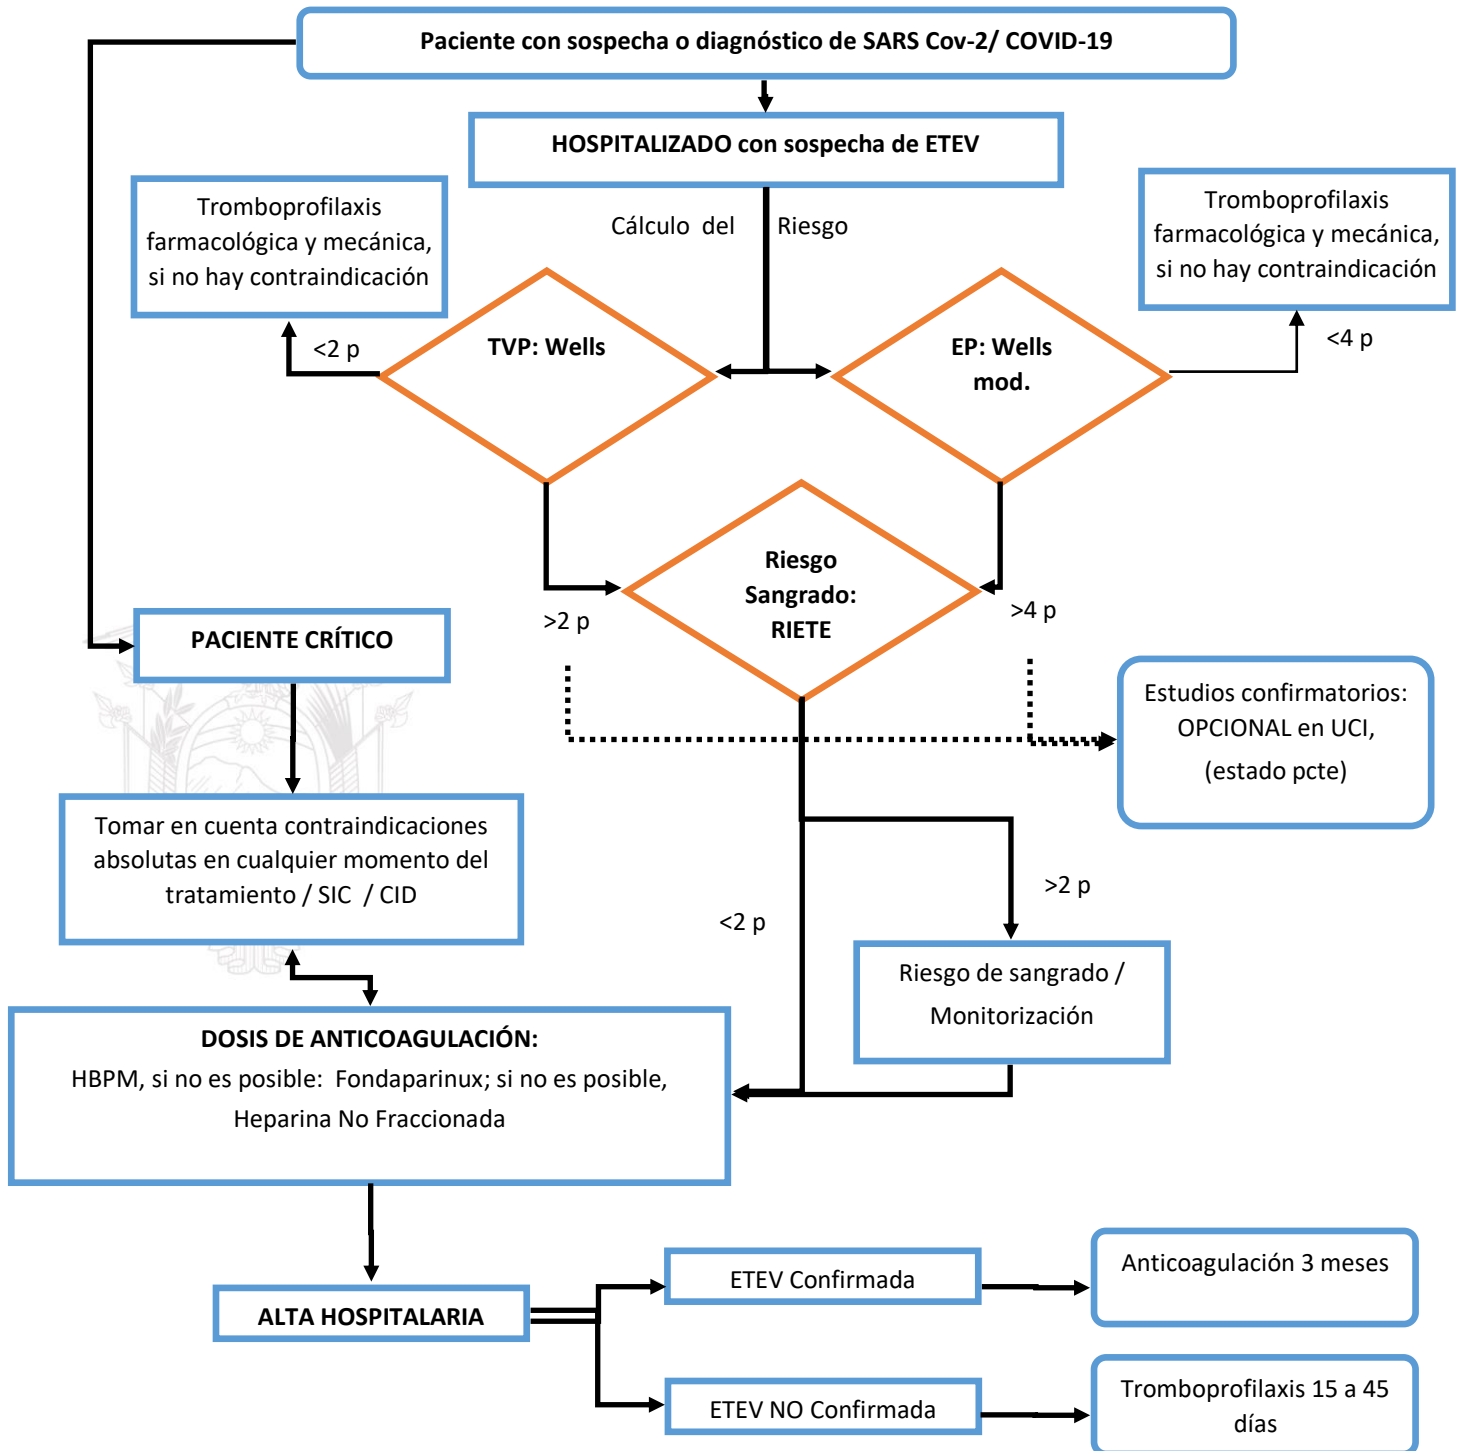 Paciente con sospecha o diagnóstico de SARS Cov-2/ COVID-19
HOSPITALIZADO con sospecha de ETEV
Tromboprofilaxis
farmacológica y mecánica,
si no hay contraindicación
Cálculo del Riesgo
Tromboprofilaxis
farmacológica y mecánica,
si no hay contraindicación
<2 p
TVP: Wells
EP: Wells
mod.
<4 p
Riesgo
Sangrado:
RIETE
>2 p
>4 p
PACIENTE CRÍTICO
Estudios confirmatorios:
OPCIONAL en UCI,
(estado pcte)
Tomar en cuenta contraindicaciones
absolutas en cualquier momento del
tratamiento / SIC / CID
<2 p
>2 p
Riesgo de sangrado /
Monitorización
DOSIS DE ANTICOAGULACIÓN:
HBPM, si no es posible: Fondaparinux; si no es posible,
Heparina No Fraccionada
ALTA HOSPITALARIA
ETEV Confirmada
Anticoagulación 3 meses
ETEV NO Confirmada
Tromboprofilaxis 15 a 45
días